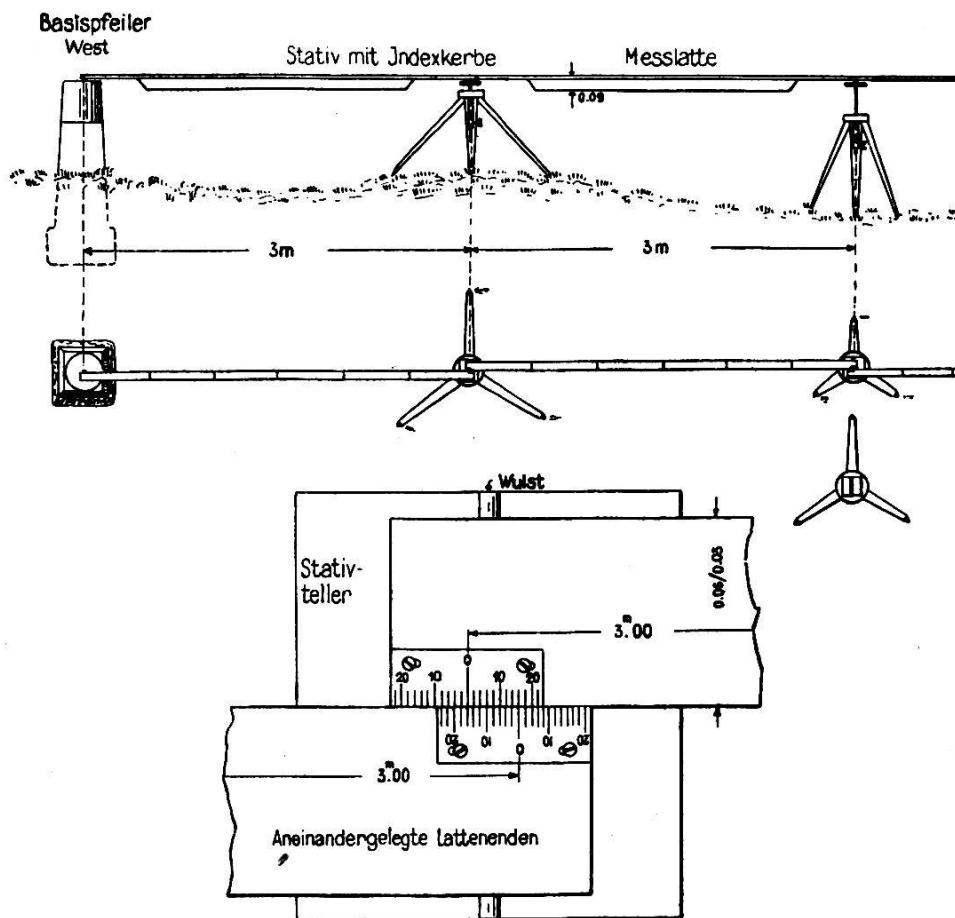 Basispfeiler
West
Stativ mit Jndexkerbe
Messlatte
0.09
3m
3m
Wulst
Stativ-
teller
0.06/0.05
3.00 m
20 10 0 10 20
20 10 0 10 20
3.00 m
Aneinandergelegte Lattenenden